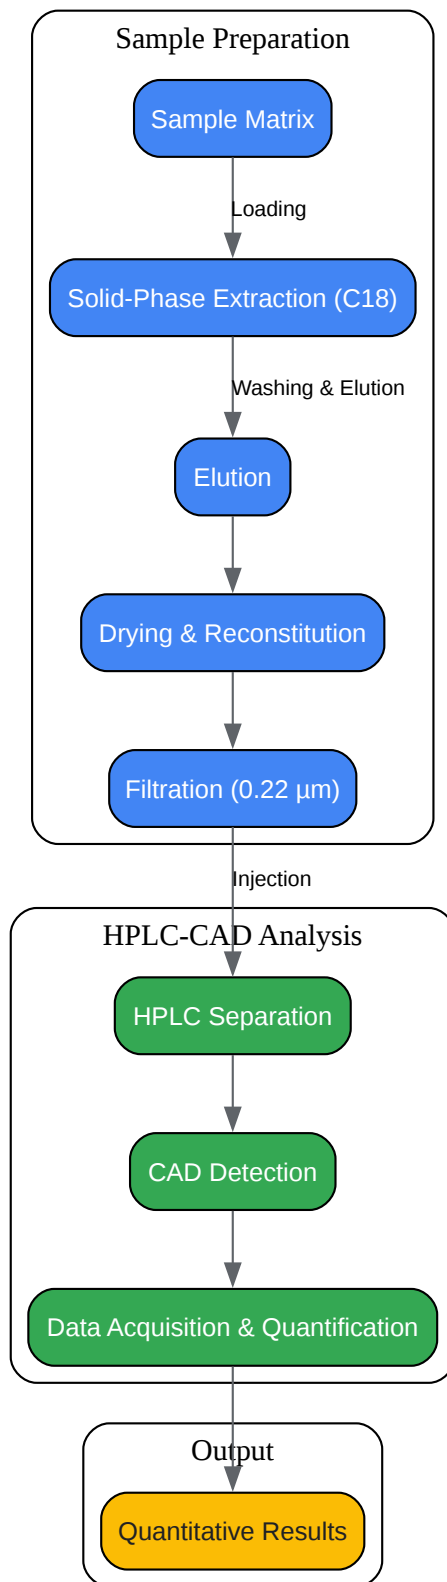 Sample Preparation
Sample Matrix
Loading
Solid-Phase Extraction (C18)
Washing & Elution
Elution
Drying & Reconstitution
Filtration (0.22 µm)
Injection
HPLC-CAD Analysis
HPLC Separation
CAD Detection
Data Acquisition & Quantification
Output
Quantitative Results